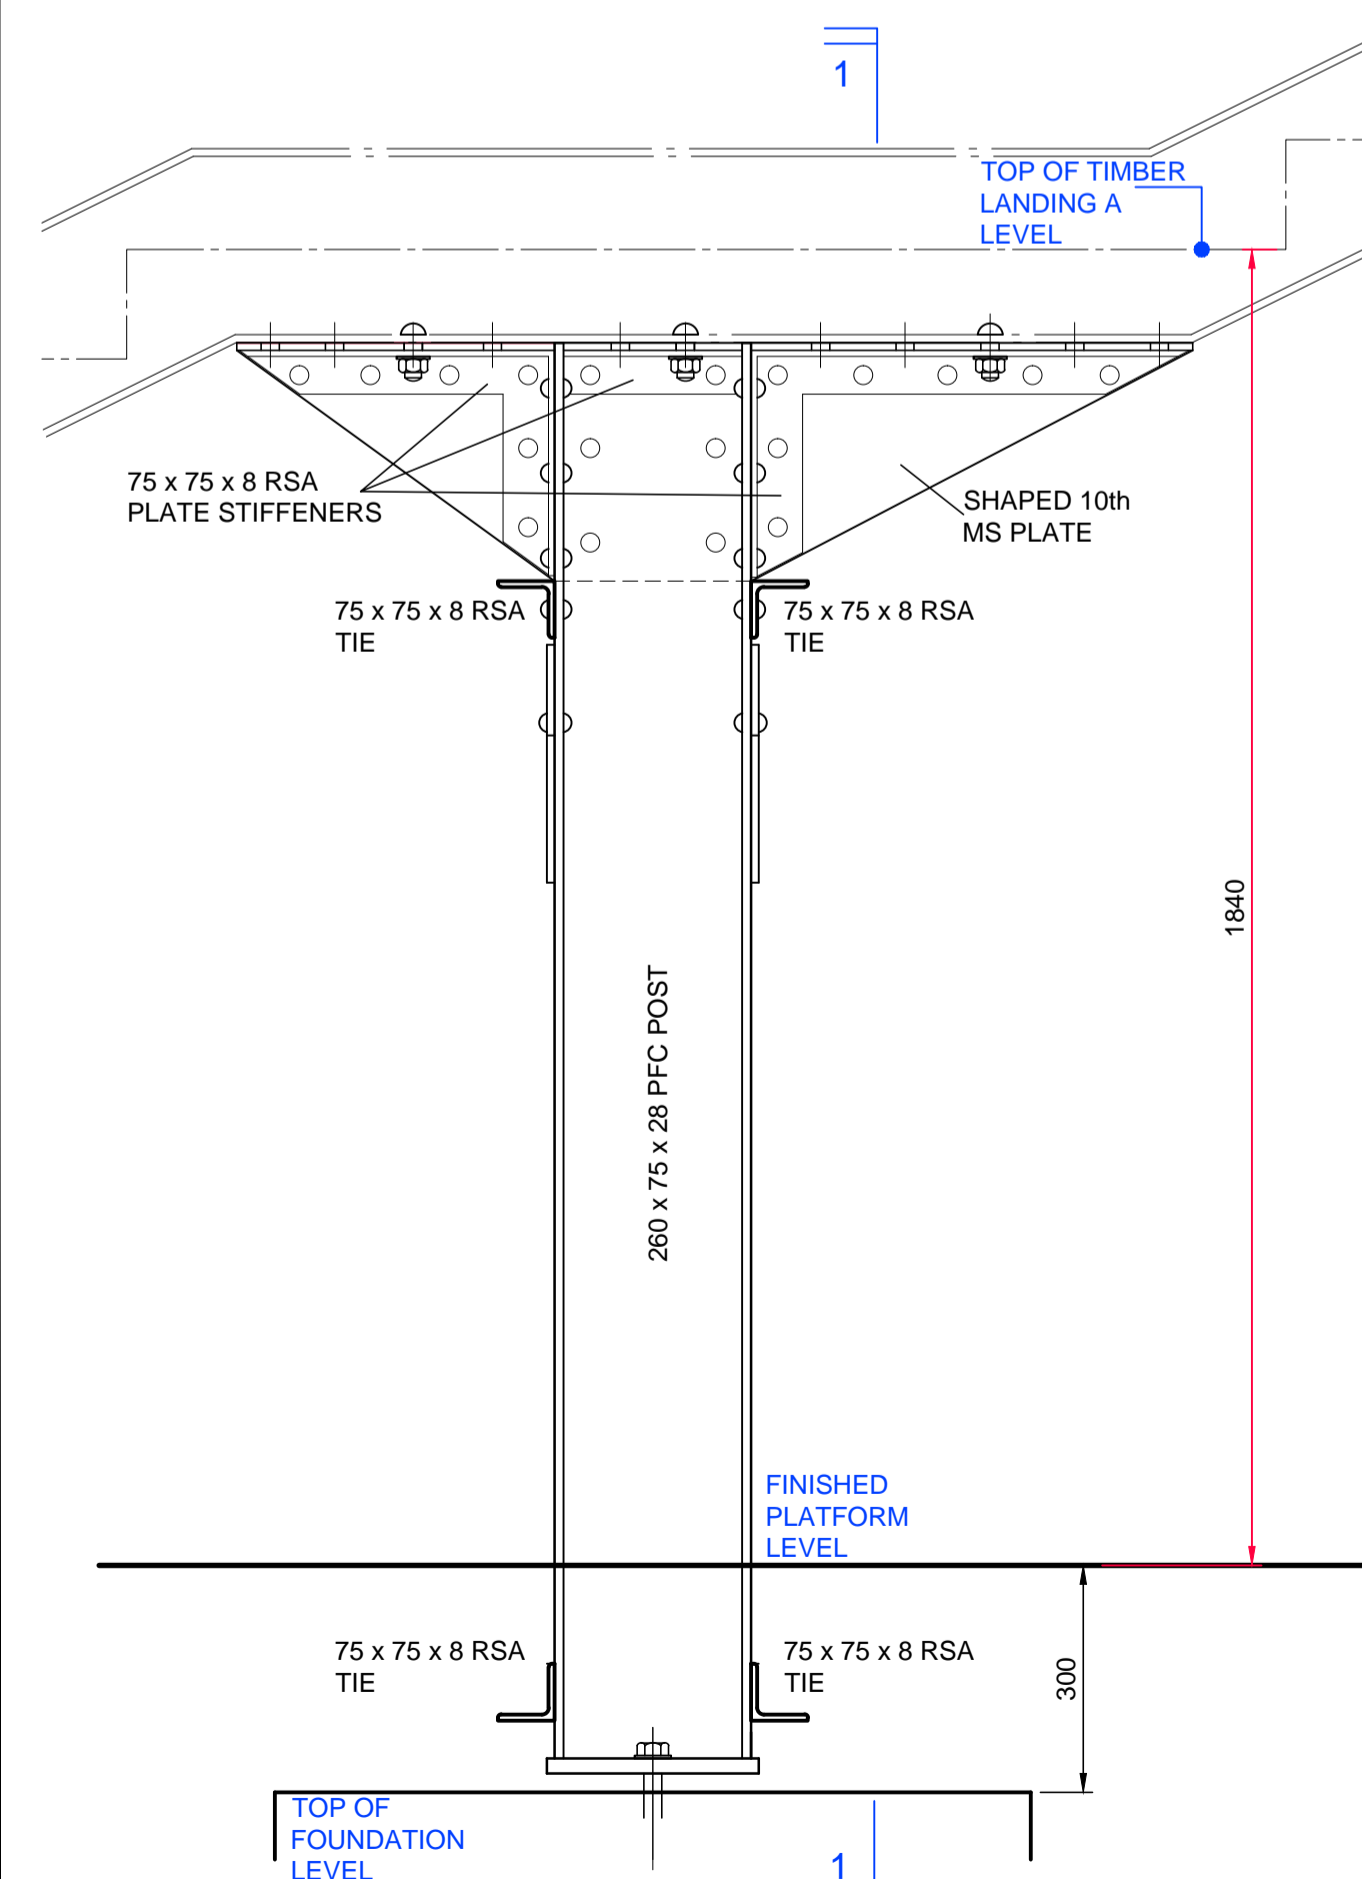 1
TOP OF TIMBER
LANDING A
LEVEL
75 x 75 x 8 RSA
PLATE STIFFENERS
SHAPED 10th
MS PLATE
75 x 75 x 8 RSA
TIE
75 x 75 x 8 RSA
TIE
1840
260 x 75 x 28 PFC POST
FINISHED
PLATFORM
LEVEL
75 x 75 x 8 RSA
TIE
75 x 75 x 8 RSA
TIE
300
TOP OF
FOUNDATION
LEVEL
1